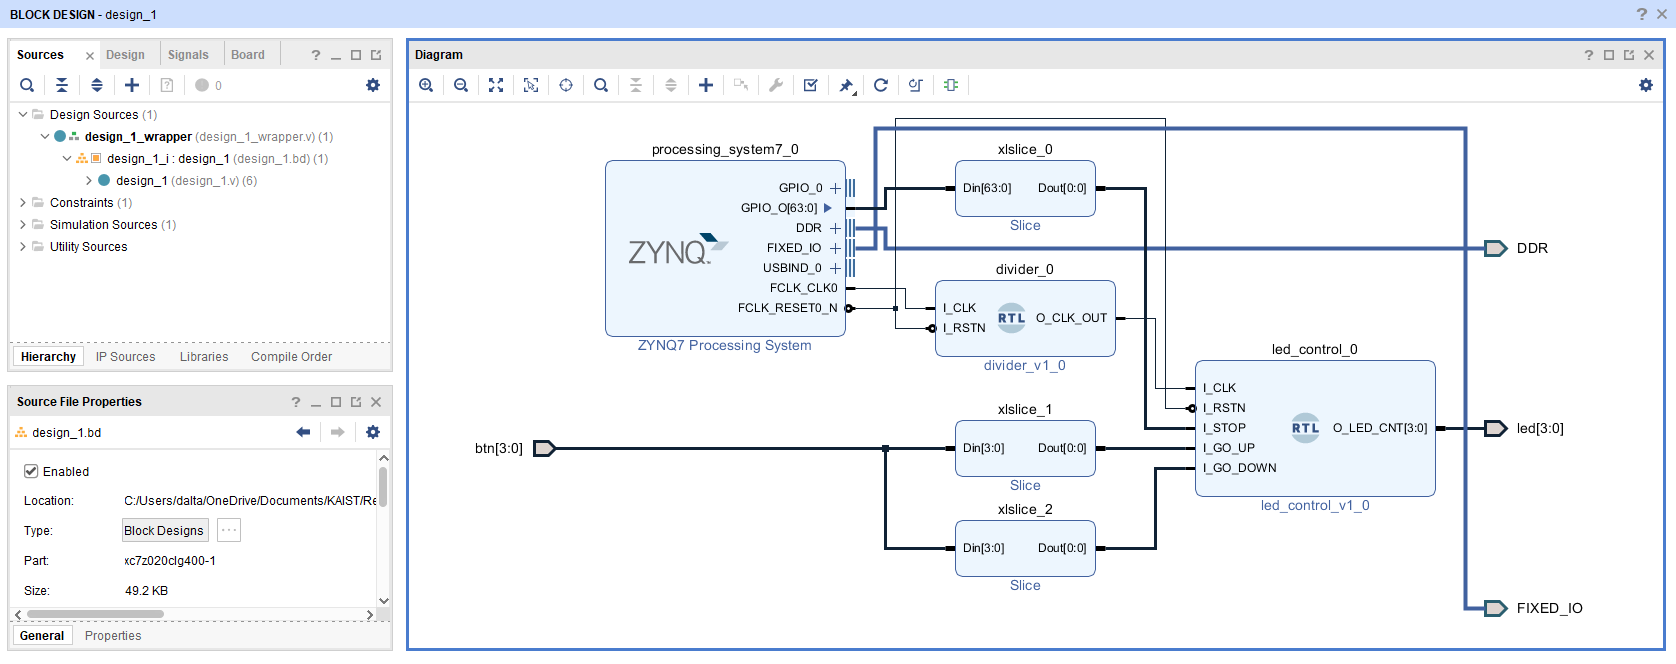 BLOCK DESIGN - design_1
Sources
Design
Signals
Board
0
Design Sources (1)
design_1_wrapper (design_1_wrapper.v) (1)
design_1_i : design_1 (design_1.bd) (1)
design_1 (design_1.v) (6)
Constraints (1)
Simulation Sources (1)
Utility Sources
Hierarchy
IP Sources
Libraries
Compile Order
Source File Properties
design_1.bd
Enabled
Location: C:/Users/dalta/OneDrive/Documents/KAIST/Re
Type: Block Designs ...
Part: xc7z020clg400-1
Size: 49.2 KB
General
Properties
Diagram
processing_system7_0
GPIO_0
GPIO_O[63:0]
DDR
FIXED_IO
USBIND_0
FCLK_CLK0
FCLK_RESET0_N
ZYNQ
ZYNQ7 Processing System
xlslice_0
Din[63:0] Dout[0:0]
Slice
divider_0
I_CLK
I_RSTN
RTL
O_CLK_OUT
divider_v1_0
led_control_0
I_CLK
I_RSTN
I_STOP
I_GO_UP
I_GO_DOWN
RTL
O_LED_CNT[3:0]
led_control_v1_0
btn[3:0]
xlslice_1
Din[3:0] Dout[0:0]
Slice
xlslice_2
Din[3:0] Dout[0:0]
Slice
DDR
led[3:0]
FIXED_IO